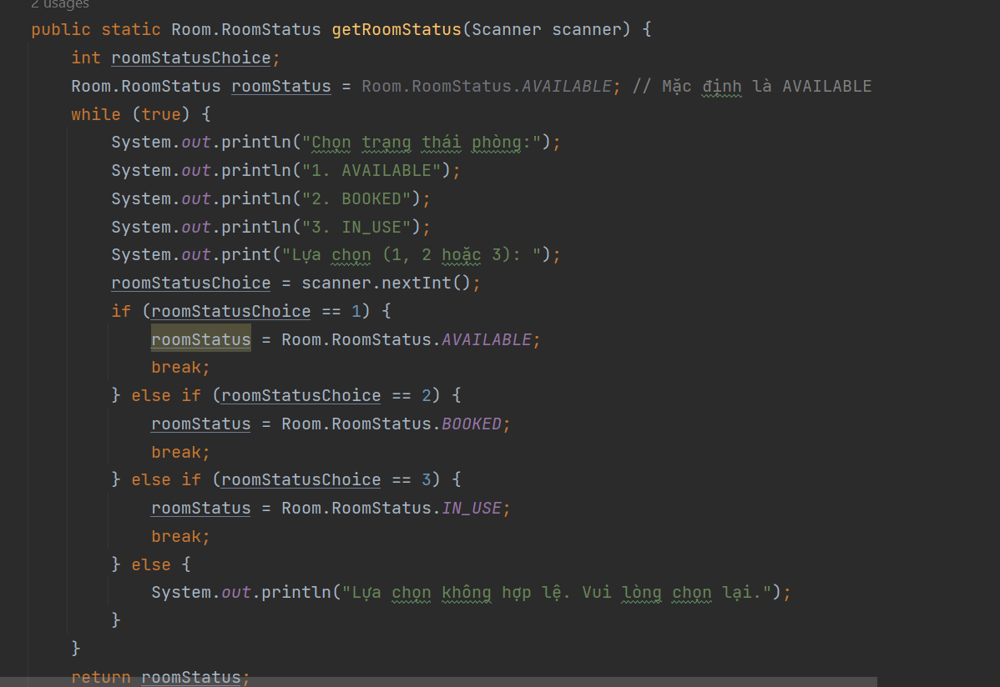 2 usages
public static Room.RoomStatus getRoomStatus(Scanner scanner) {
int roomStatusChoice;
Room.RoomStatus roomStatus = Room.RoomStatus.AVAILABLE; // Mặc định là AVAILABLE
while (true) {
System.out.println("Chọn trạng thái phòng:");
System.out.println("1. AVAILABLE");
System.out.println("2. BOOKED");
System.out.println("3. IN_USE");
System.out.print("Lựa chọn (1, 2 hoặc 3): ");
roomStatusChoice = scanner.nextInt();
if (roomStatusChoice == 1) {
roomStatus = Room.RoomStatus.AVAILABLE;
break;
} else if (roomStatusChoice == 2) {
roomStatus = Room.RoomStatus.BOOKED;
break;
} else if (roomStatusChoice == 3) {
roomStatus = Room.RoomStatus.IN_USE;
break;
} else {
System.out.println("Lựa chọn không hợp lệ. Vui lòng chọn lại.");
}
}
return roomStatus;